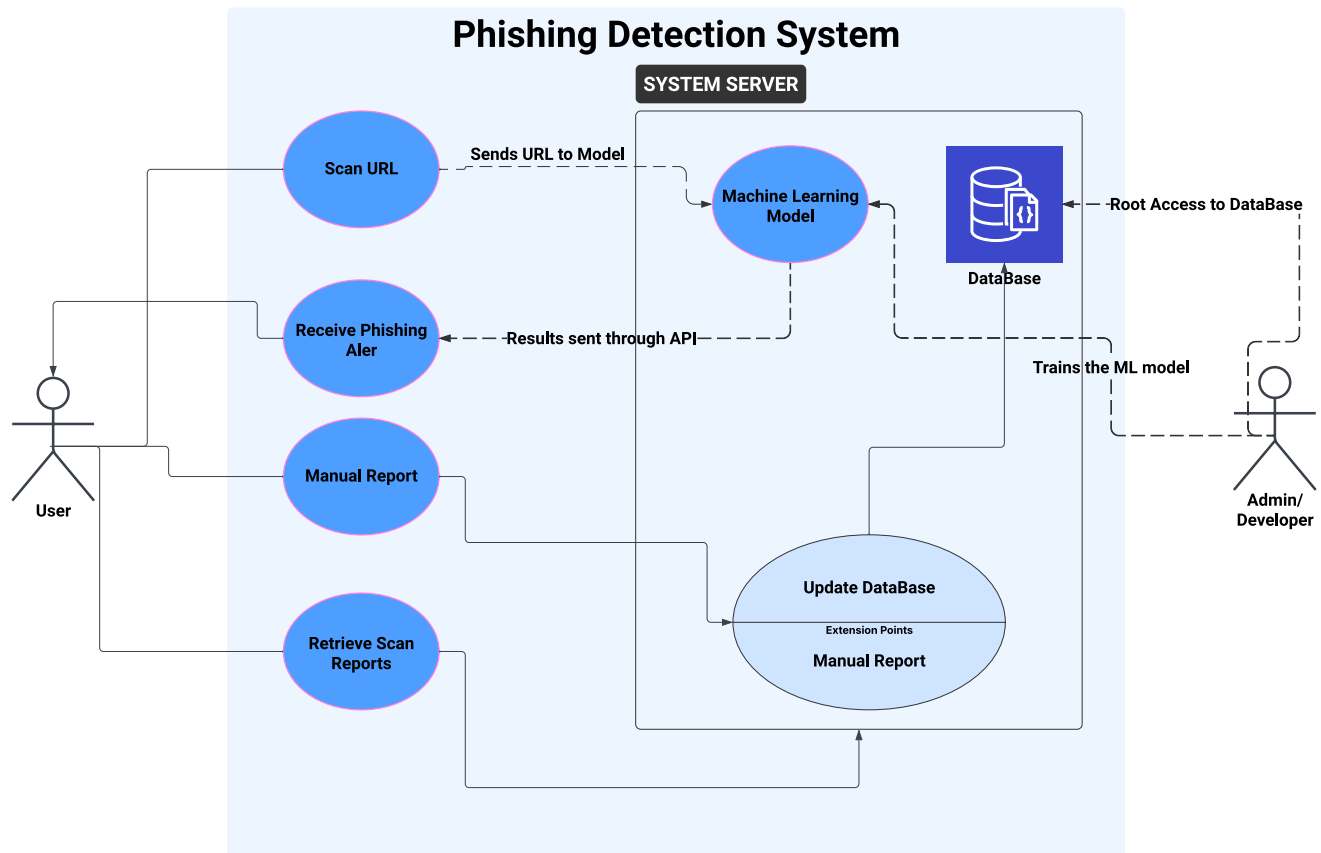 Phishing Detection System
SYSTEM SERVER
Scan URL
Sends URL to Model
Machine Learning
Model
Root Access to DataBase
DataBase
Receive Phishing
Aler
Results sent through API
Trains the ML model
Manual Report
User
Admin/
Developer
Update DataBase
Extension Points
Manual Report
Retrieve Scan
Reports